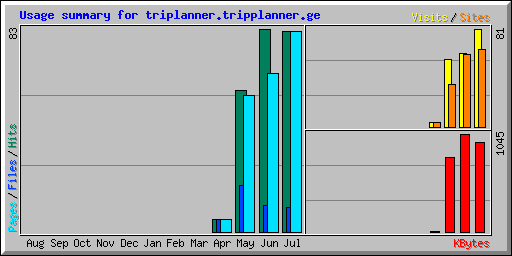 Usage summary for triplanner.tripplanner.ge
Visits / Sites
83
81
Pages / Files / Hits
1045
Aug Sep Oct Nov Dec Jan Feb Mar Apr May Jun Jul
KBytes